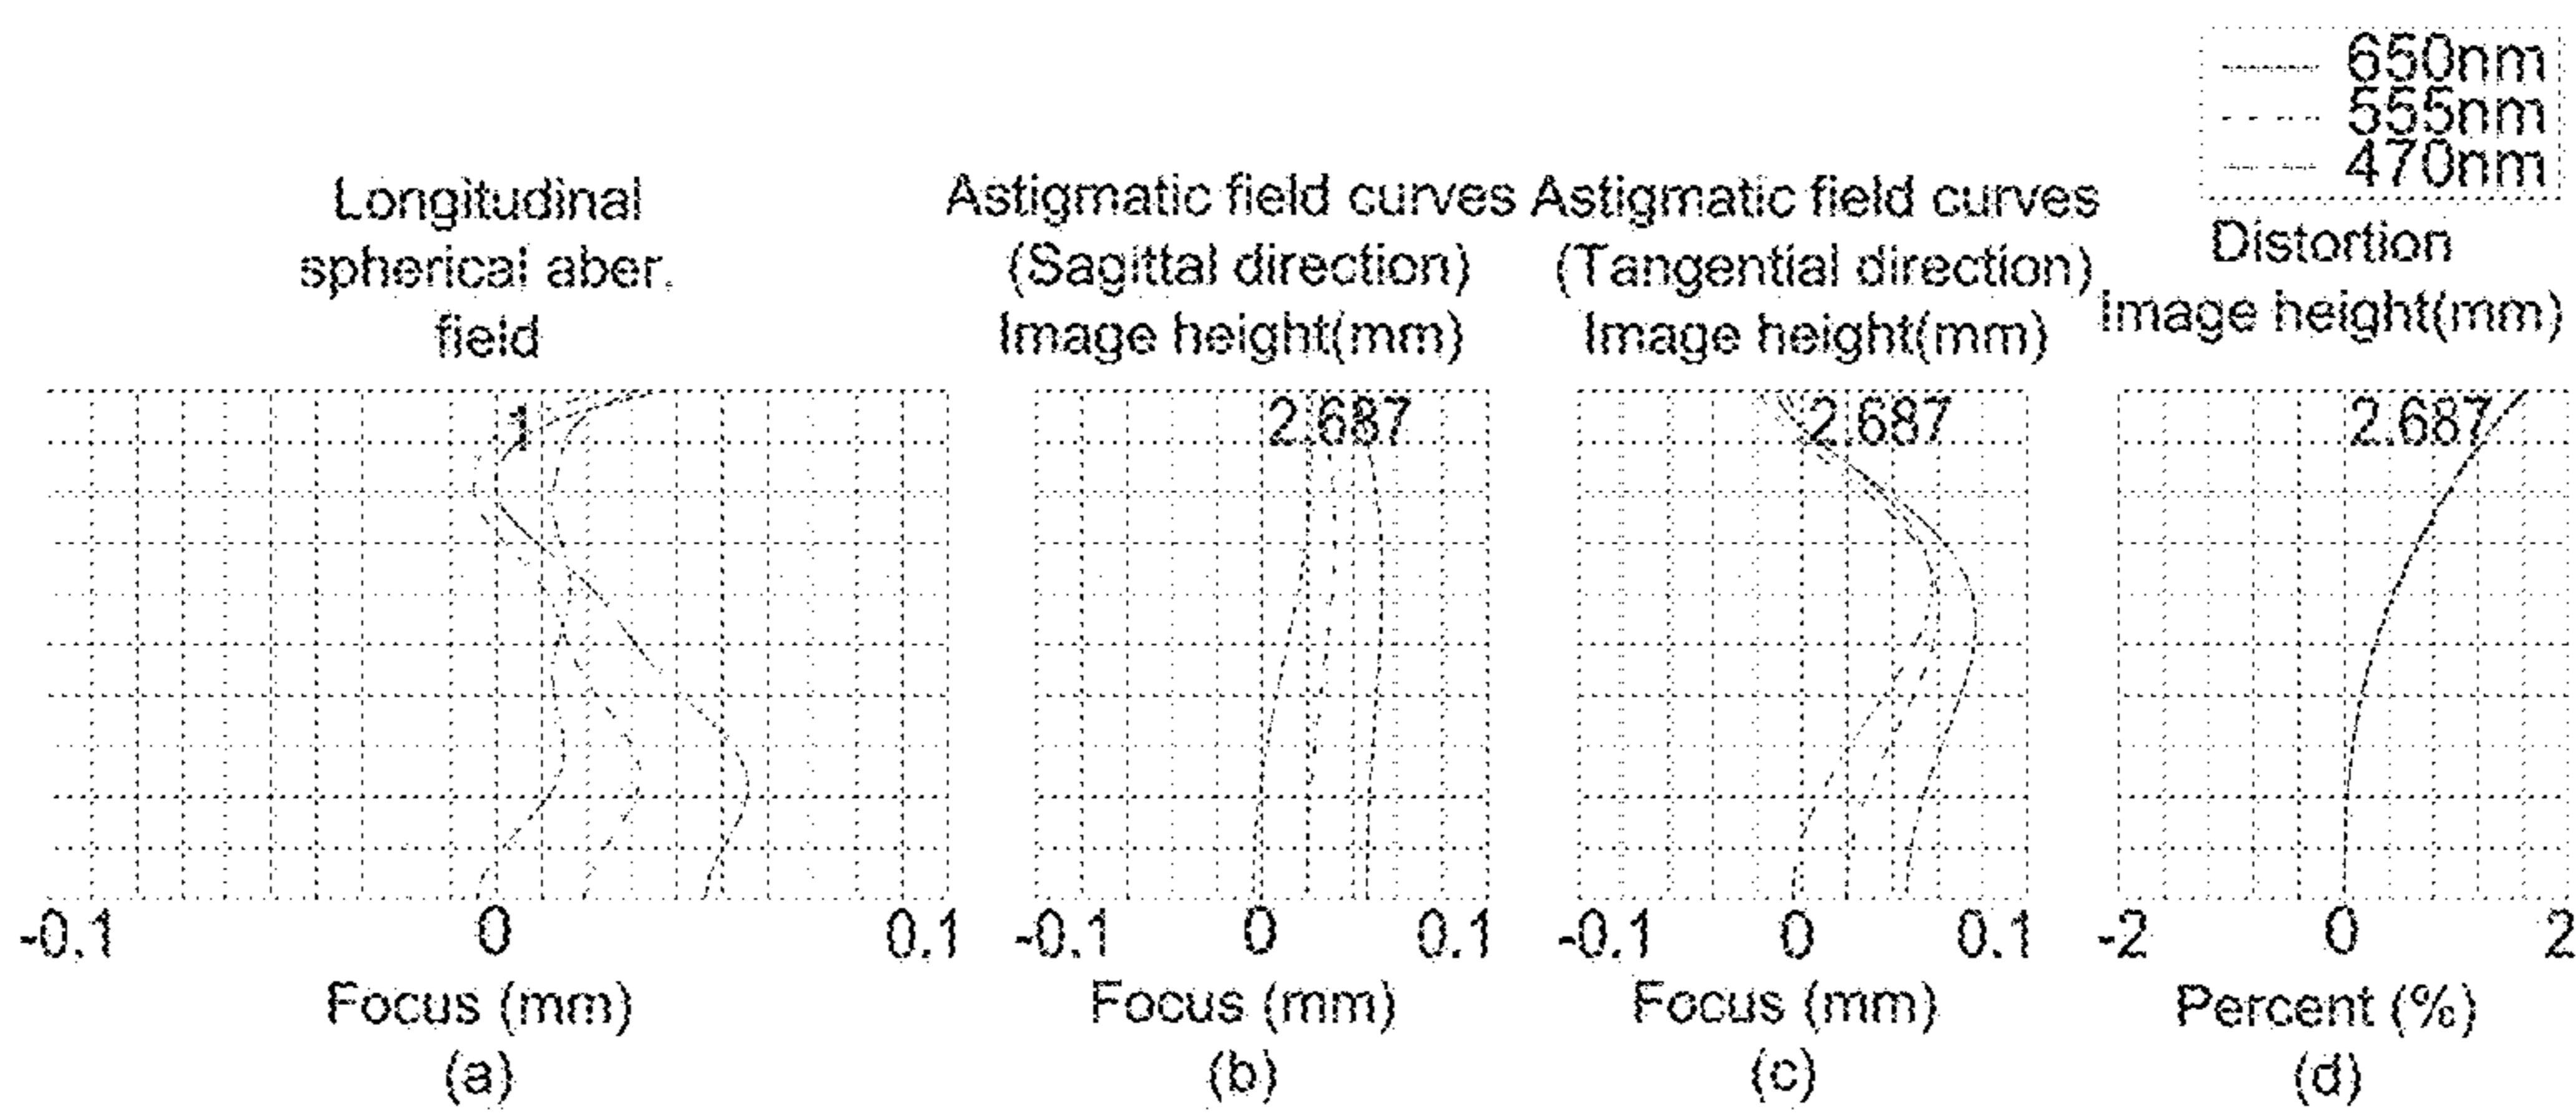 650nm
555nm
470nm
Longitudinal
spherical aber.
field
Astigmatic field curves
(Sagittal direction)
Image height(mm)
Astigmatic field curves
(Tangential direction)
Image height(mm)
Distortion
Image height(mm)
1
2.687
2.687
2.687
-0.1 0 0.1
-0.1 0 0.1
-0.1 0 0.1
-2 0 2
Focus (mm)
Focus (mm)
Focus (mm)
Percent (%)
(a)
(b)
(c)
(d)